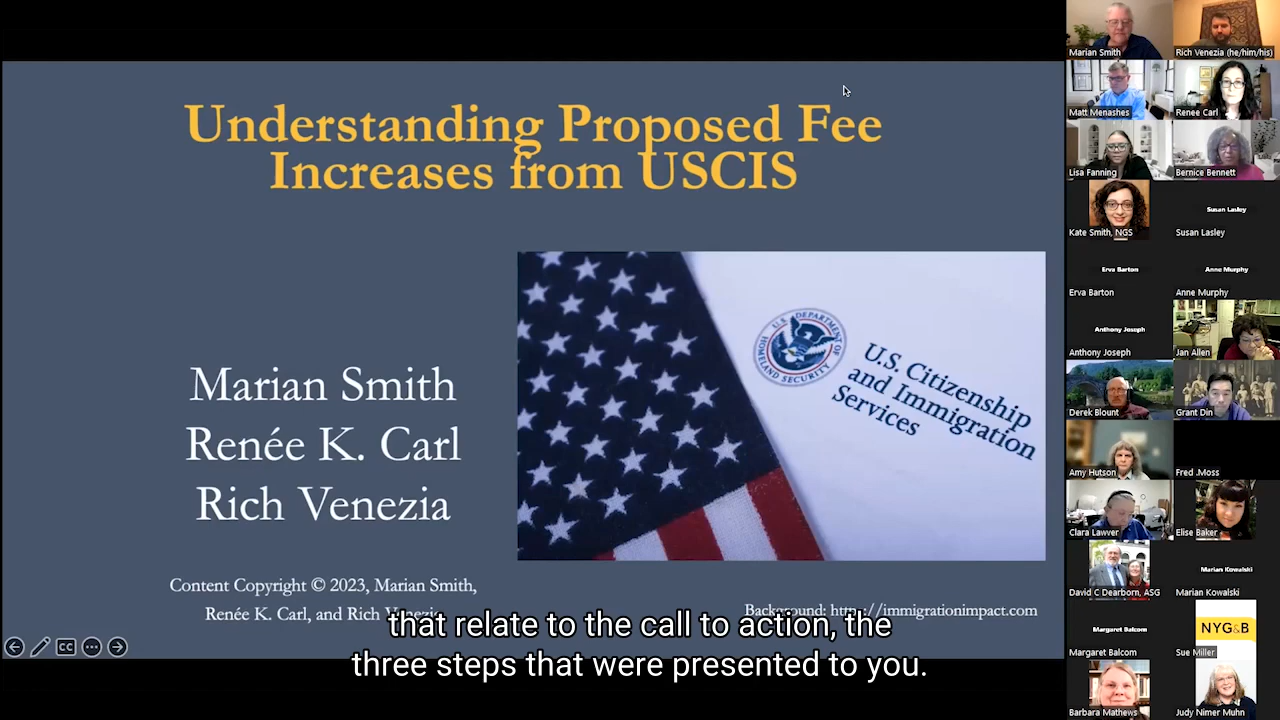 Understanding Proposed Fee
Increases from USCIS
Marian Smith
Renée K. Carl
Rich Venezia
Content Copyright © 2023, Marian Smith,
Renée K. Carl, and Rich Venezia
U.S. DEPARTMENT OF
HOMELAND SECURITY
U.S. Citizenship
and Immigration
Services
Background: https://immigrationimpact.com
CC
that relate to the call to action, the
three steps that were presented to you.
Marian Smith
Rich Venezia (he/him/his)
Matt Menashes
Renee Carl
Lisa Fanning
Bernice Bennett
Kate Smith, NGS
Susan Lasley
Susan Lasley
Erva Barton
Erva Barton
Anne Murphy
Anne Murphy
Anthony Joseph
Anthony Joseph
Jan Allen
Derek Blount
Grant Din
Amy Hutson
Fred .Moss
Clara Lawver
Elise Baker
David C Dearborn, ASG
Marian Kowalski
Marian Kowalski
Margaret Balcom
Margaret Balcom
NYG&B
Sue Miller
Barbara Mathews
Judy Nimer Muhn